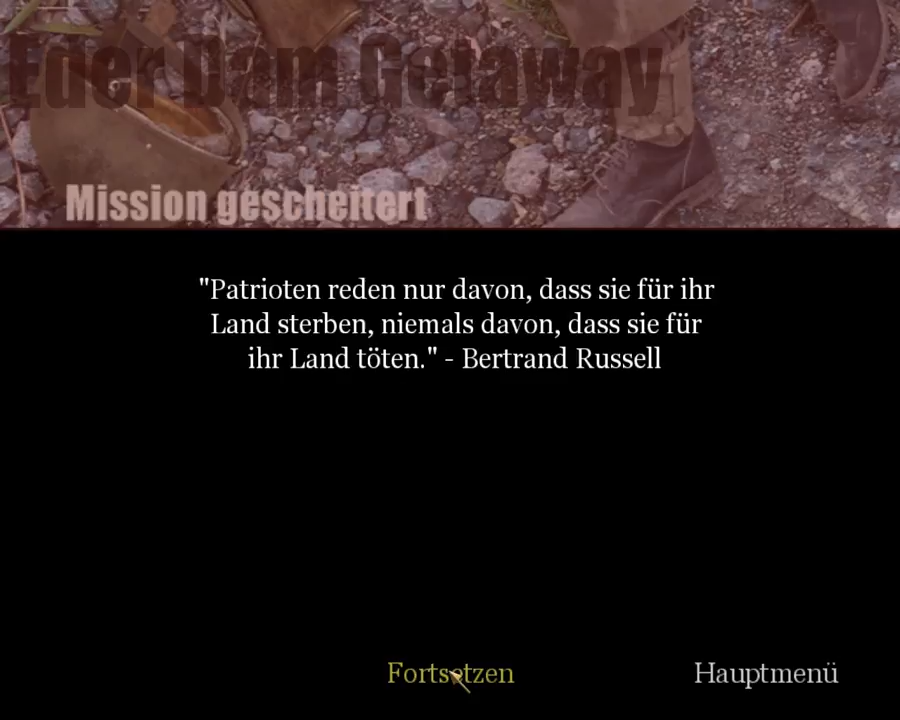 Eder Dam Getaway
Mission gescheitert
"Patrioten reden nur davon, dass sie für ihr
Land sterben, niemals davon, dass sie für
ihr Land töten." - Bertrand Russell
Fortsetzen
Hauptmenü